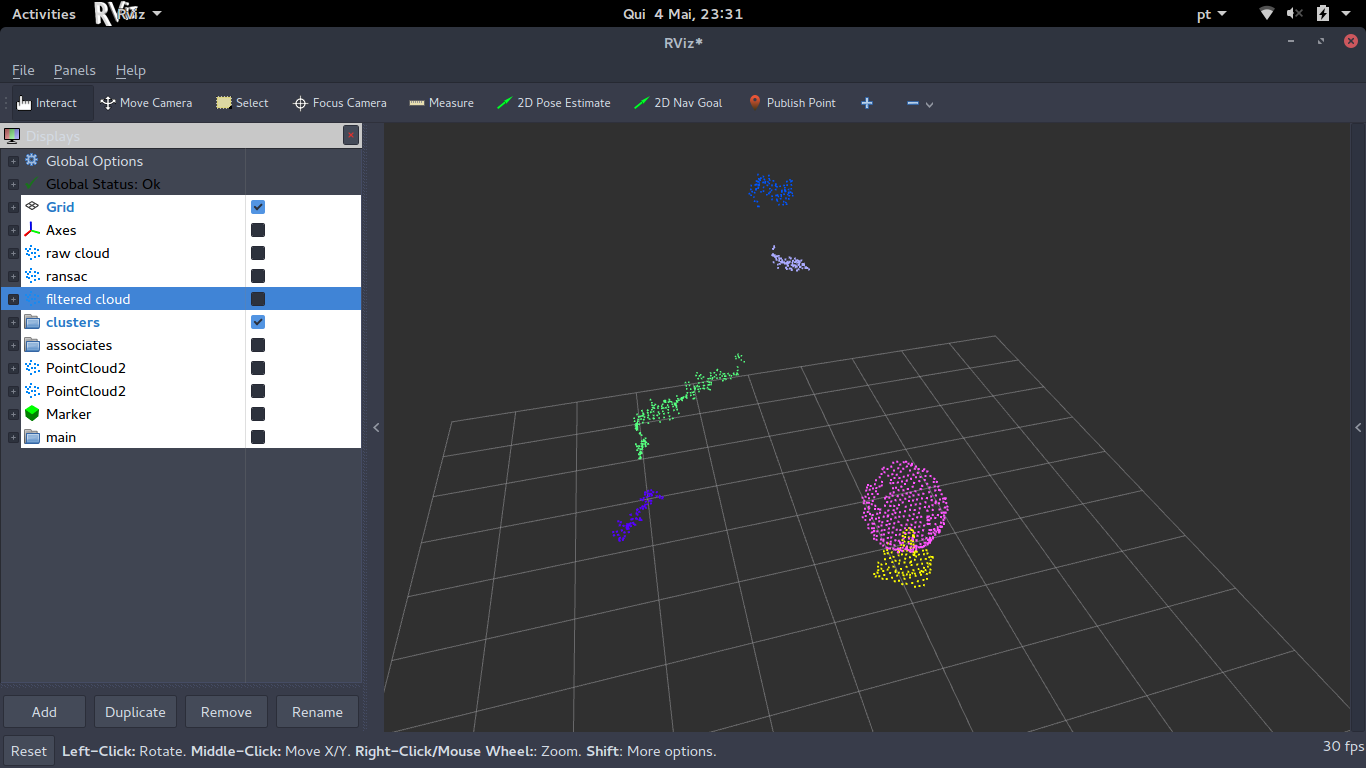 Activities RViz Qui 4 Mai, 23:31 pt
RViz*
File Panels Help
Interact Move Camera Select Focus Camera Measure 2D Pose Estimate 2D Nav Goal Publish Point
Displays
Global Options
Global Status: Ok
Grid
Axes
raw cloud
ransac
filtered cloud
clusters
associates
PointCloud2
PointCloud2
Marker
main
Add Duplicate Remove Rename
Reset Left-Click: Rotate. Middle-Click: Move X/Y. Right-Click/Mouse Wheel:: Zoom. Shift: More options. 30 fps